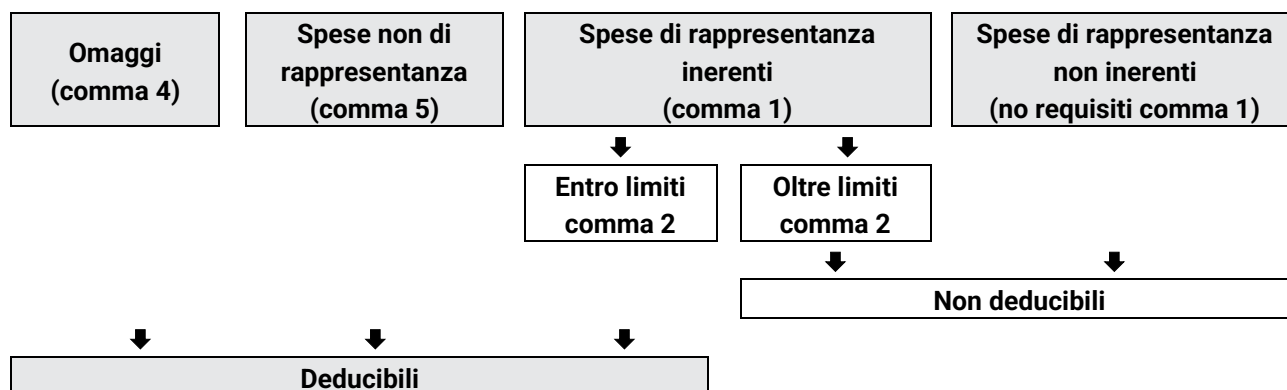 Omaggi
(comma 4)
Spese non di
rappresentanza
(comma 5)
Spese di rappresentanza
inerenti
(comma 1)
Spese di rappresentanza
non inerenti
(no requisiti comma 1)
Entro limiti
comma 2
Oltre limiti
comma 2
Non deducibili
Deducibili